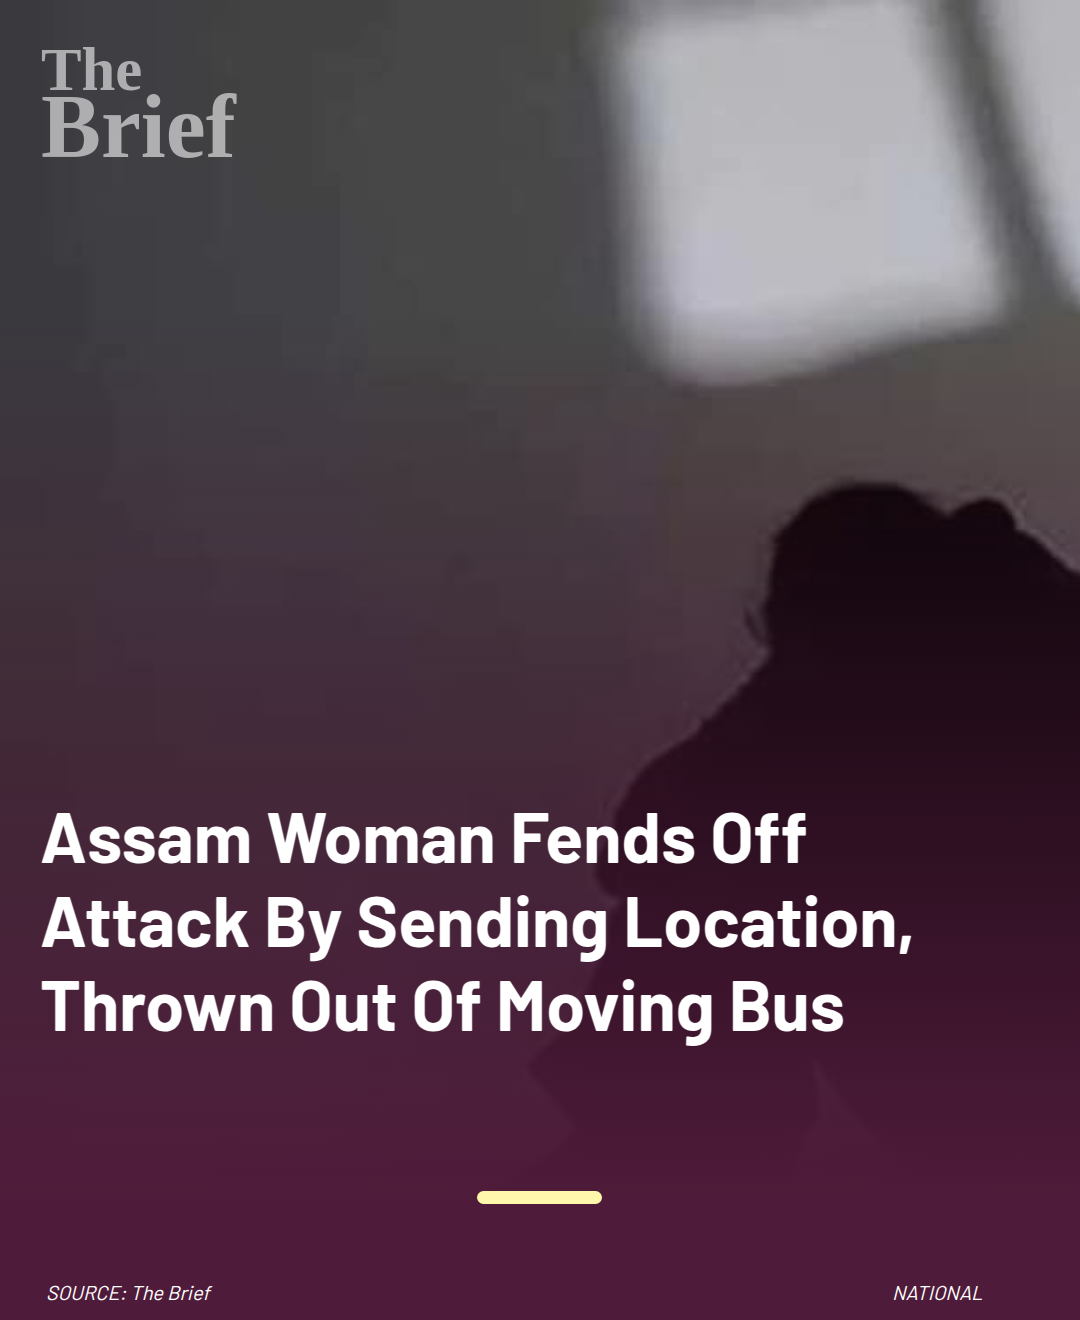 The
Brief
Assam Woman Fends Off
Attack By Sending Location,
Thrown Out Of Moving Bus
SOURCE: The Brief
NATIONAL